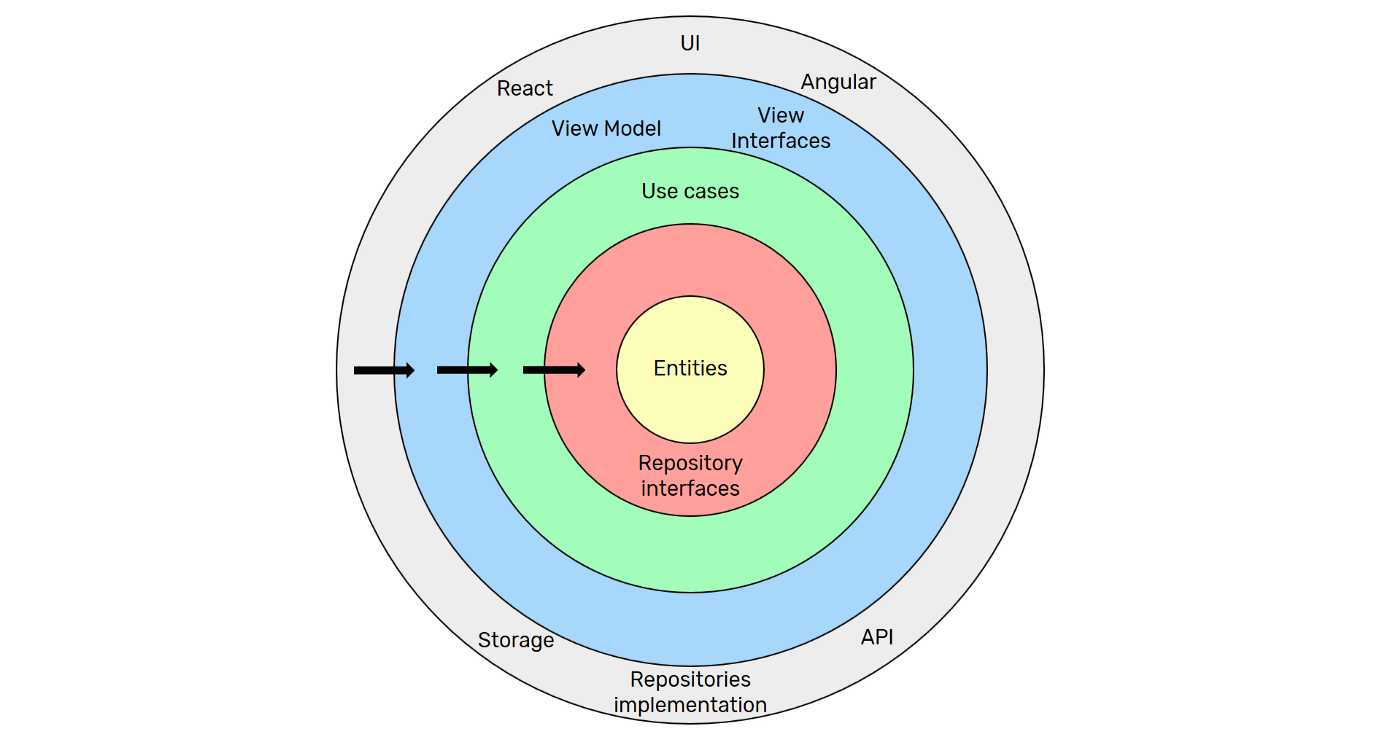 UI
React
Angular
View Model
View
Interfaces
Use cases
Entities
Repository
interfaces
Storage
API
Repositories
implementation